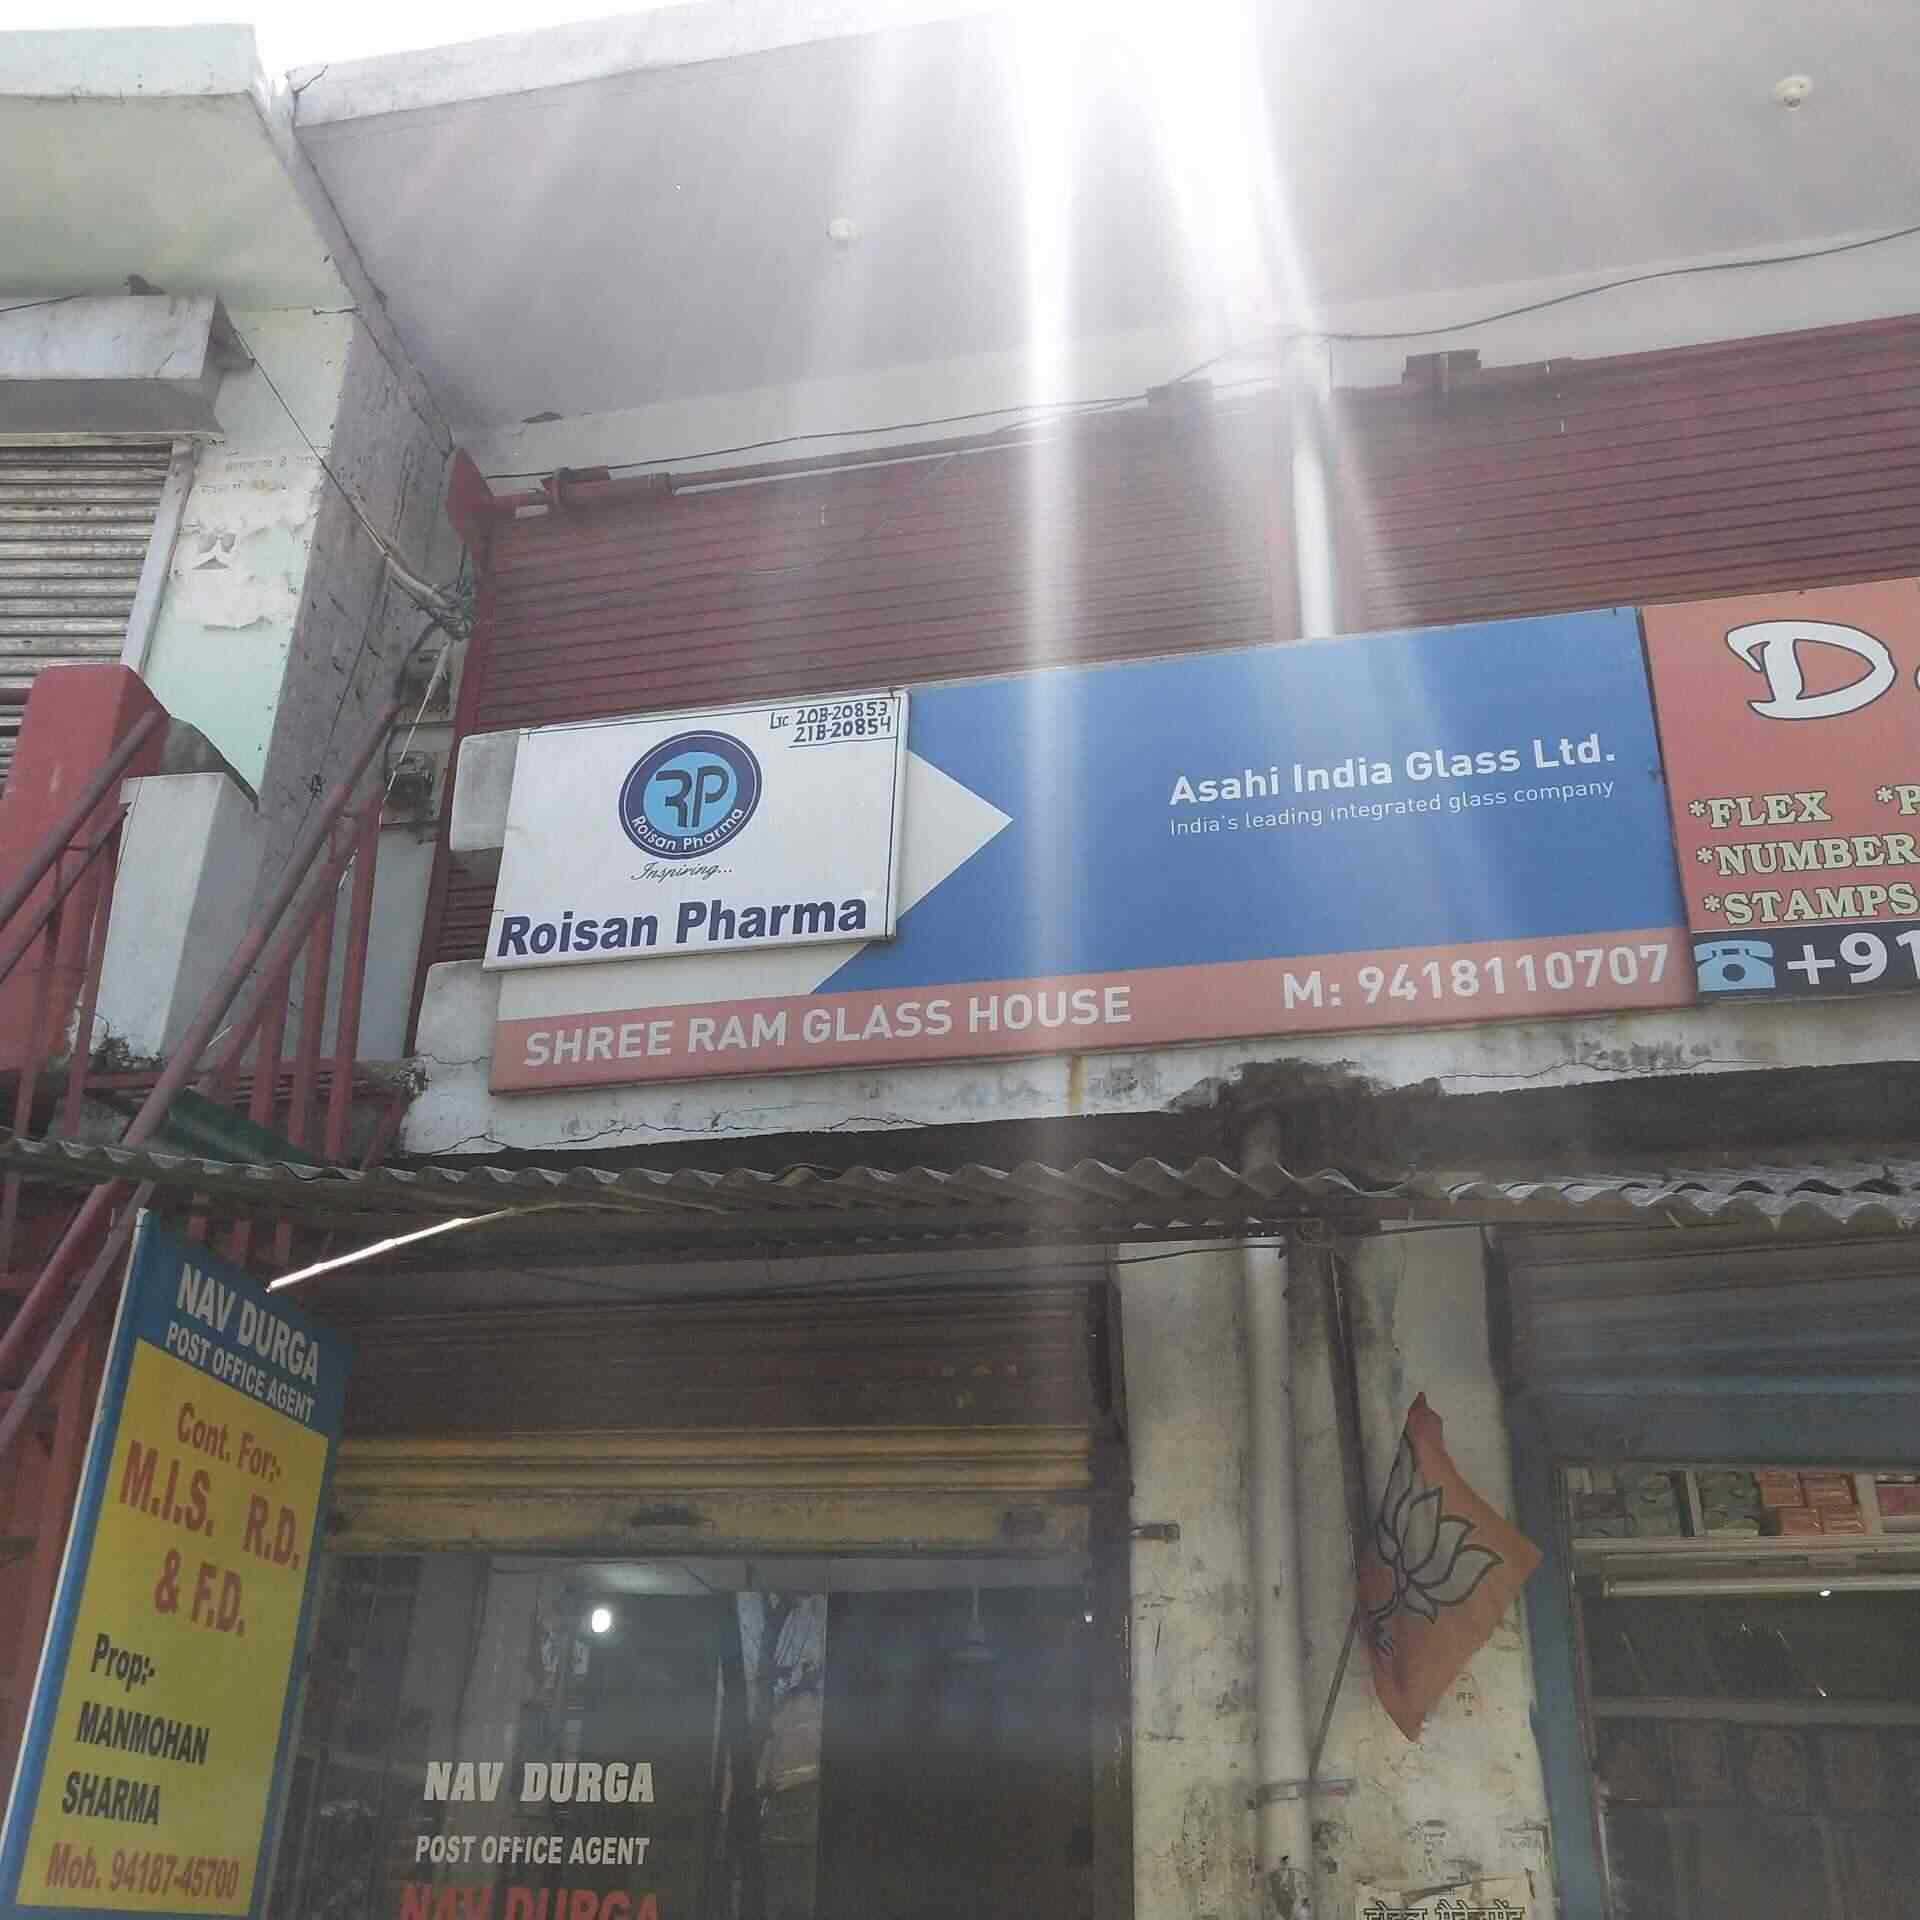 Lic 20B-20853
21B-20854
RP
Roisan Pharma
Inspiring...
Roisan Pharma
Asahi India Glass Ltd.
India's leading integrated glass company
SHREE RAM GLASS HOUSE
M: 9418110707
*FLEX
*NUMBER
*STAMPS
+91
NAV DURGA
POST OFFICE AGENT
Cont. For:-
M.I.S. R.D.
& F.D.
Prop:-
MANMOHAN
SHARMA
Mob. 94187-45700
NAV DURGA
POST OFFICE AGENT
NAV DURGA